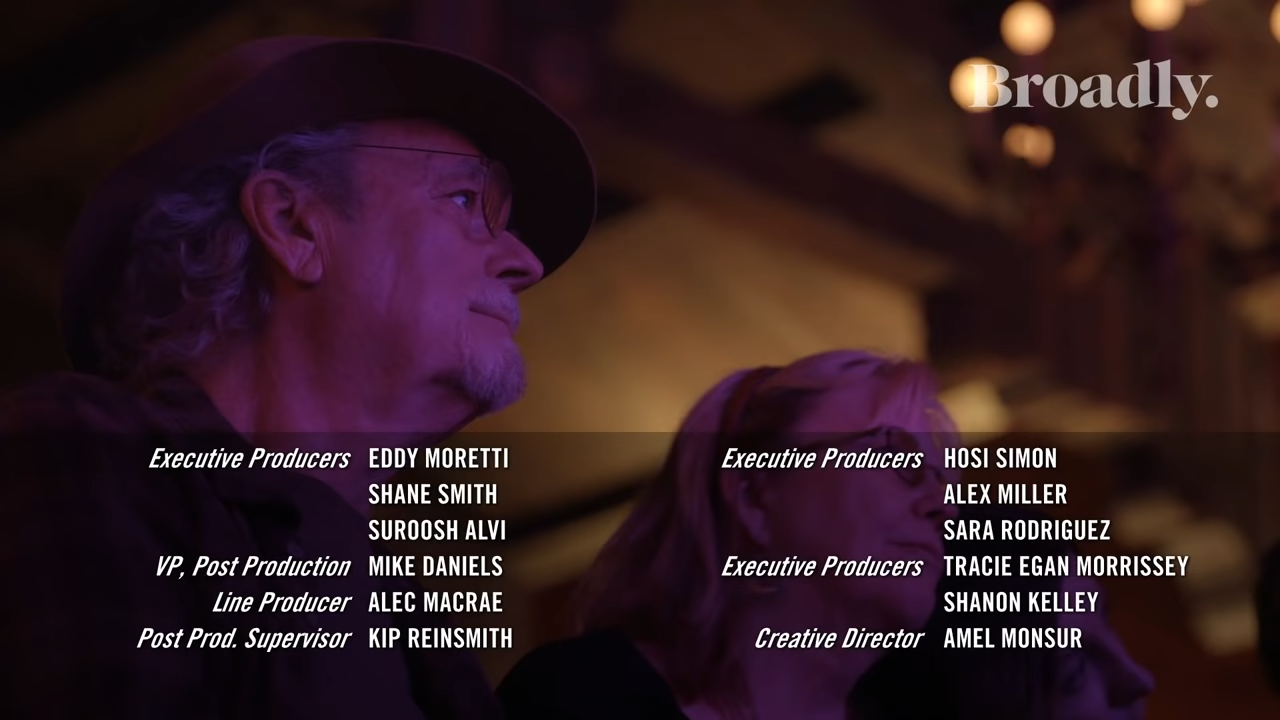 Broadly.
Executive Producers EDDY MORETTI
SHANE SMITH
SUROOSH ALVI
VP, Post Production MIKE DANIELS
Line Producer ALEC MACRAE
Post Prod. Supervisor KIP REINSMITH
Executive Producers HOSI SIMON
ALEX MILLER
SARA RODRIGUEZ
Executive Producers TRACIE EGAN MORRISSEY
SHANON KELLEY
Creative Director AMEL MONSUR